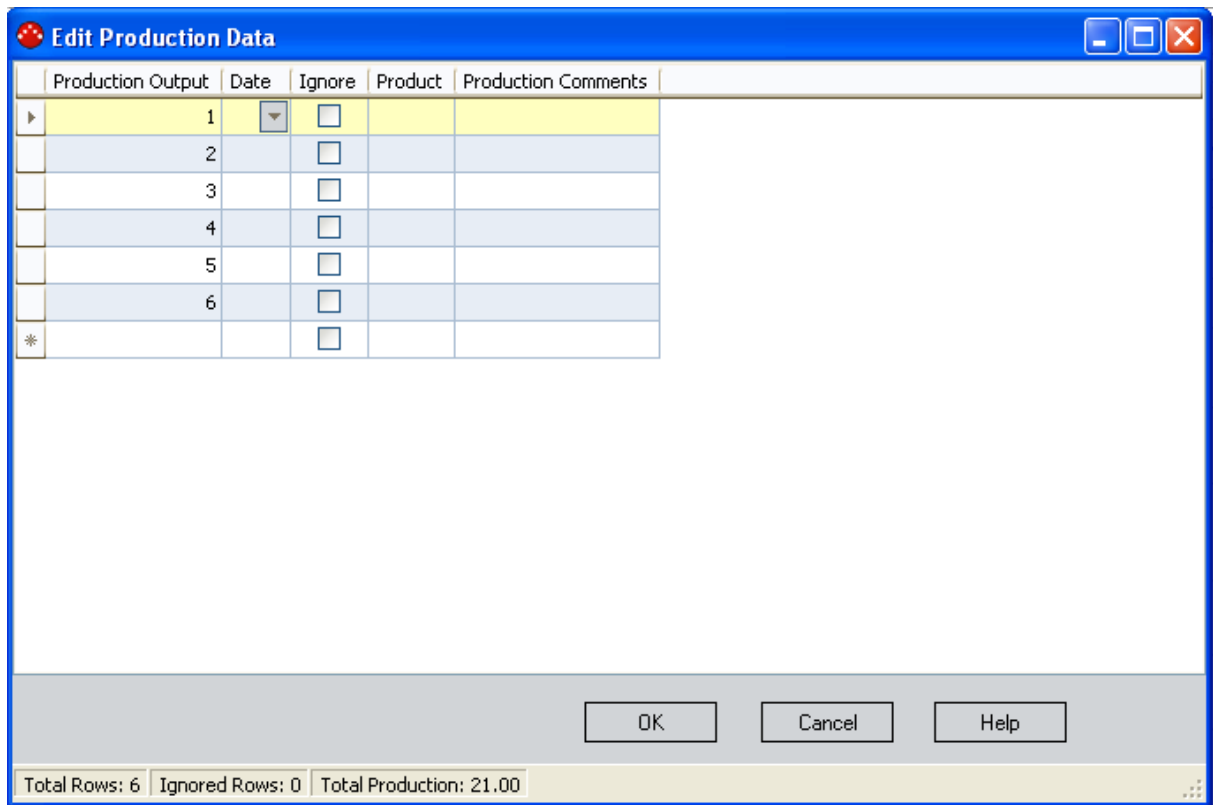 Edit Production Data
Production Output Date Ignore Product Production Comments
1
2
3
4
5
6
OK Cancel Help
Total Rows: 6 Ignored Rows: 0 Total Production: 21.00